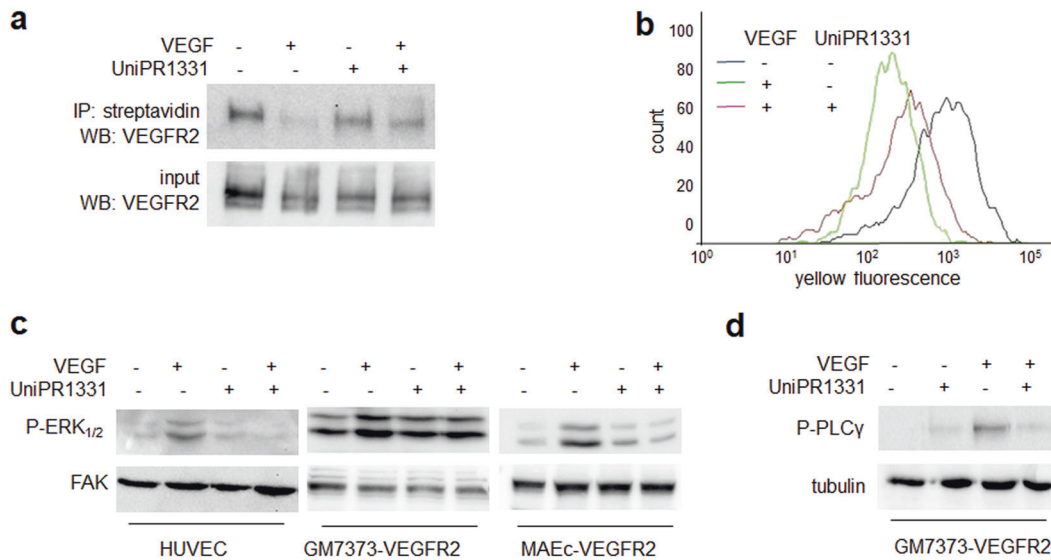 a
VEGF - + - +
UniPR1331 - - + +
IP: streptavidin
WB: VEGFR2
input
WB: VEGFR2
b
VEGF UniPR1331
- -
+ -
+ +
count
100
80
60
40
20
0
10⁰ 10¹ 10² 10³ 10⁵
yellow fluorescence
c
VEGF - + - + - + - + - + - +
UniPR1331 - - + + - - + + - - + +
P-ERK₁/₂
FAK
HUVEC GM7373-VEGFR2 MAEc-VEGFR2
d
VEGF - - + +
UniPR1331 - + - +
P-PLCγ
tubulin
GM7373-VEGFR2